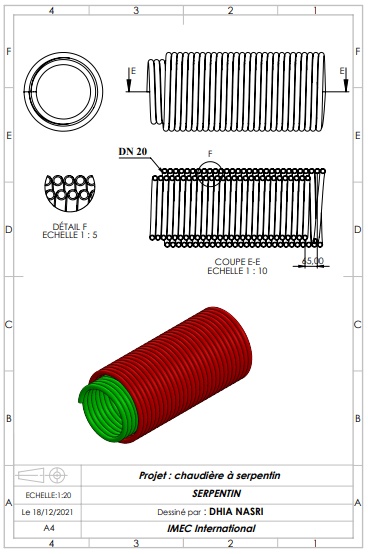 4 3 2 1
F F
E E
E E
DN 20
F
D D
DÉTAIL F
ECHELLE 1 : 5
COUPE E-E
ECHELLE 1 : 10
65,00
C C
B B
A A
Projet : chaudière à serpentin
ECHELLE:1:20
SERPENTIN
Le 18/12/2021
Dessiné par : DHIA NASRI
A4
IMEC International
4 3 2 1